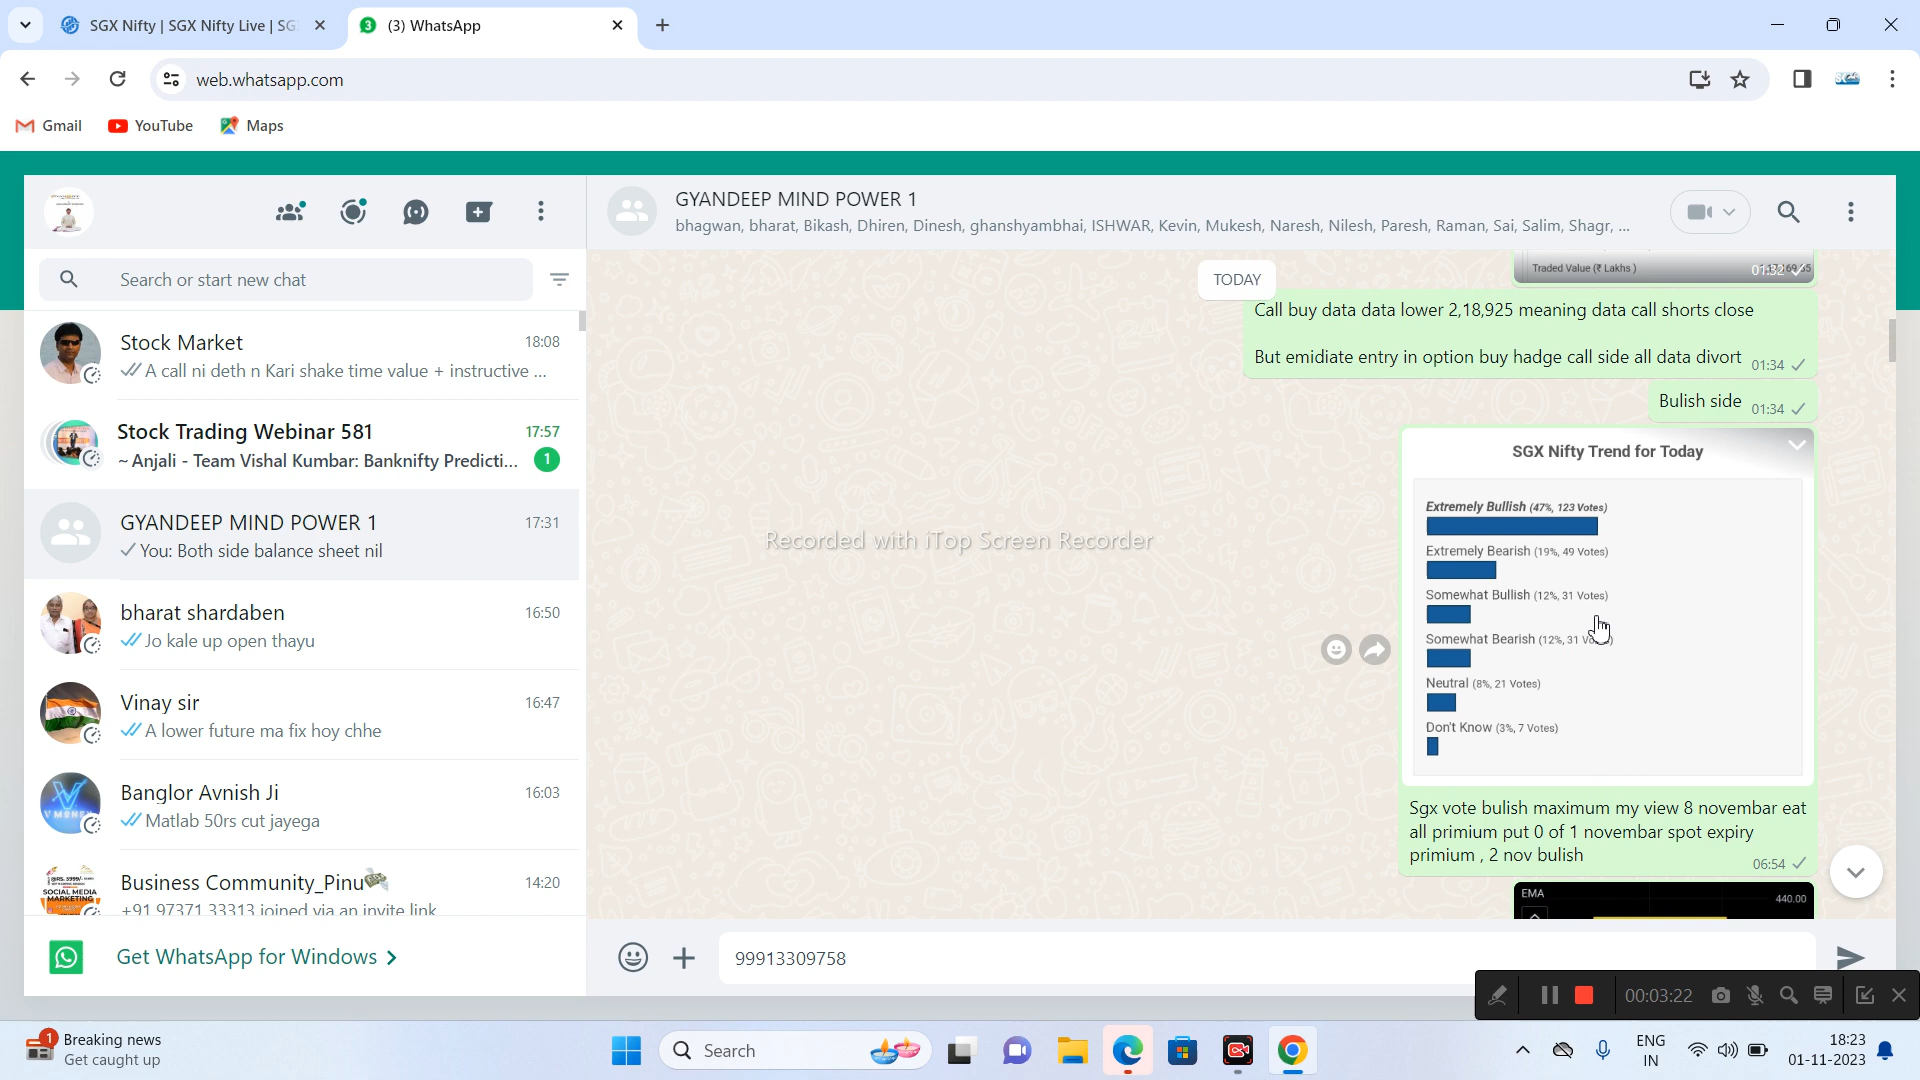 SGX Nifty | SGX Nifty Live | SG
(3) WhatsApp
web.whatsapp.com
Gmail
YouTube
Maps
GYANDEEP MIND POWER 1
bhagwan, bharat, Bikash, Dhiren, Dinesh, ghanshyambhai, ISHWAR, Kevin, Mukesh, Naresh, Nilesh, Paresh, Raman, Sai, Salim, Shagr, ...
Search or start new chat
Stock Market
18:08
A call ni deth n Kari shake time value + instructive ...
Stock Trading Webinar 581
17:57
~ Anjali - Team Vishal Kumbar: Banknifty Predicti...
1
GYANDEEP MIND POWER 1
17:31
You: Both side balance sheet nil
bharat shardaben
16:50
Jo kale up open thayu
Vinay sir
16:47
A lower future ma fix hoy chhe
Banglor Avnish Ji
16:03
Matlab 50rs cut jayega
Business Community_Pinu
14:20
+91 97371 33313 joined via an invite link
Get WhatsApp for Windows
TODAY
Traded Value (₹ Lakhs )
01:32
Call buy data data lower 2,18,925 meaning data call shorts close
But emidiate entry in option buy hadge call side all data divort
01:34
Bulish side
01:34
SGX Nifty Trend for Today
Extremely Bullish (47%, 123 Votes)
Extremely Bearish (19%, 49 Votes)
Somewhat Bullish (12%, 31 Votes)
Somewhat Bearish (12%, 31
Neutral (8%, 21 Votes)
Don't Know (3%, 7 Votes)
Sgx vote bulish maximum my view 8 novembar eat
all primium put 0 of 1 novembar spot expiry
primium , 2 nov bulish
06:54
EMA
440.00
Recorded with iTop Screen Recorder
99913309758
00:03:22
1
Breaking news
Get caught up
Search
ENG
IN
18:23
01-11-2023